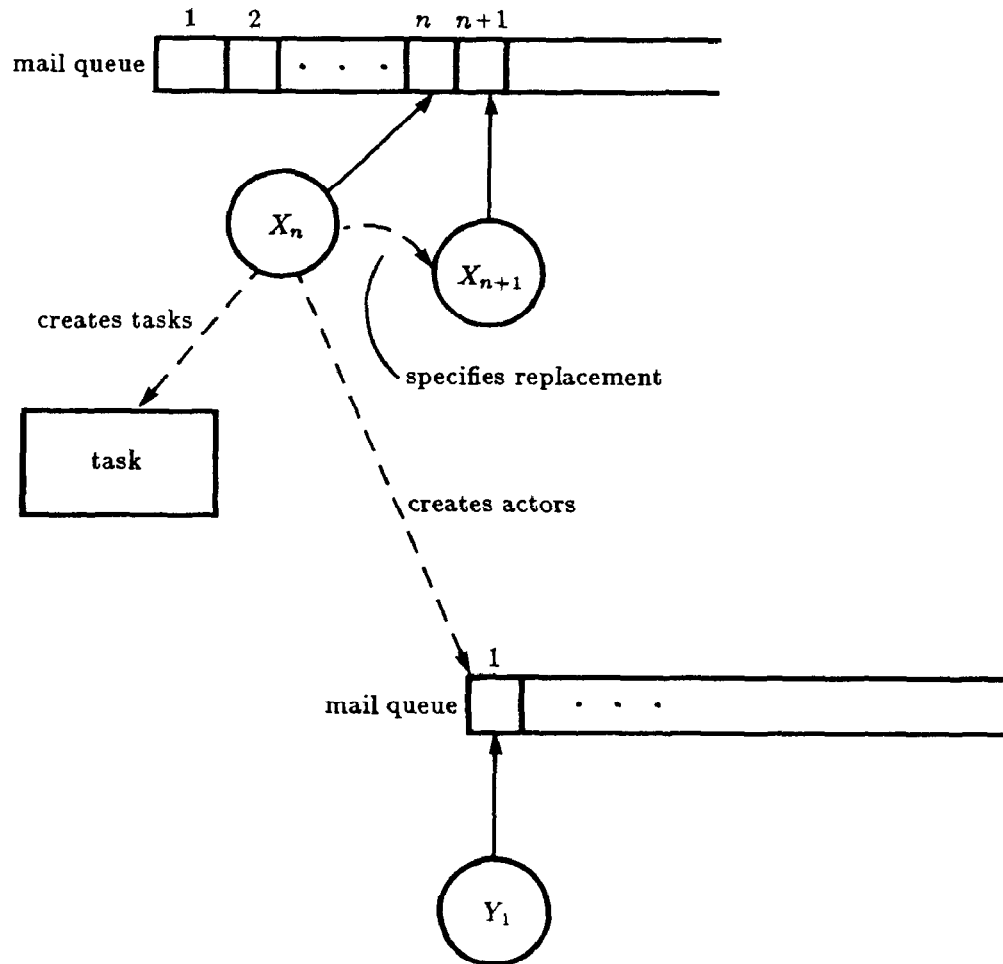 1 2 n n+1
mail queue . . .
X_n
X_{n+1}
creates tasks
specifies replacement
task
creates actors
1
mail queue . . .
Y_1